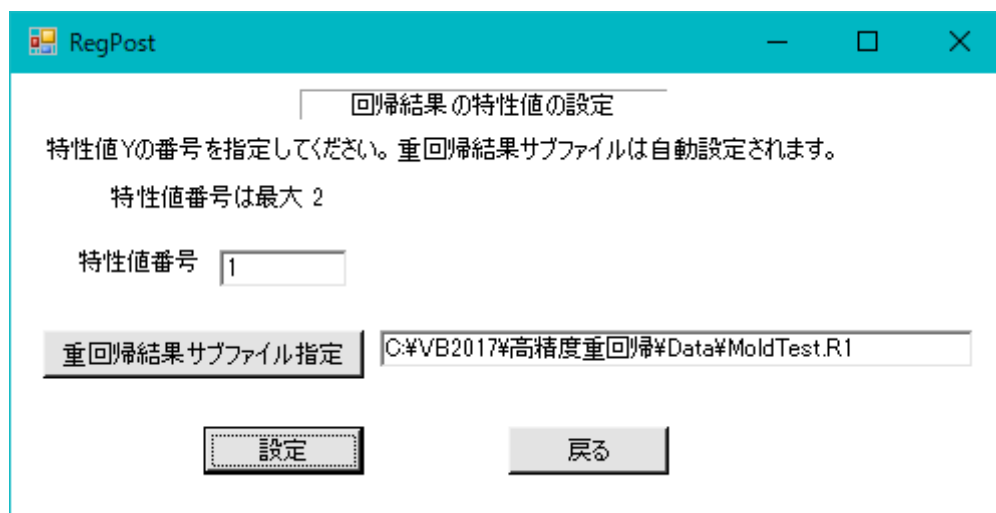 RegPost
回帰結果の特性値の設定
特性値Yの番号を指定してください。重回帰結果サブファイルは自動設定されます。
特性値番号は最大 2
特性値番号 1
重回帰結果サブファイル指定 C:¥VB2017¥高精度重回帰¥Data¥MoldTest.R1
設定 戻る